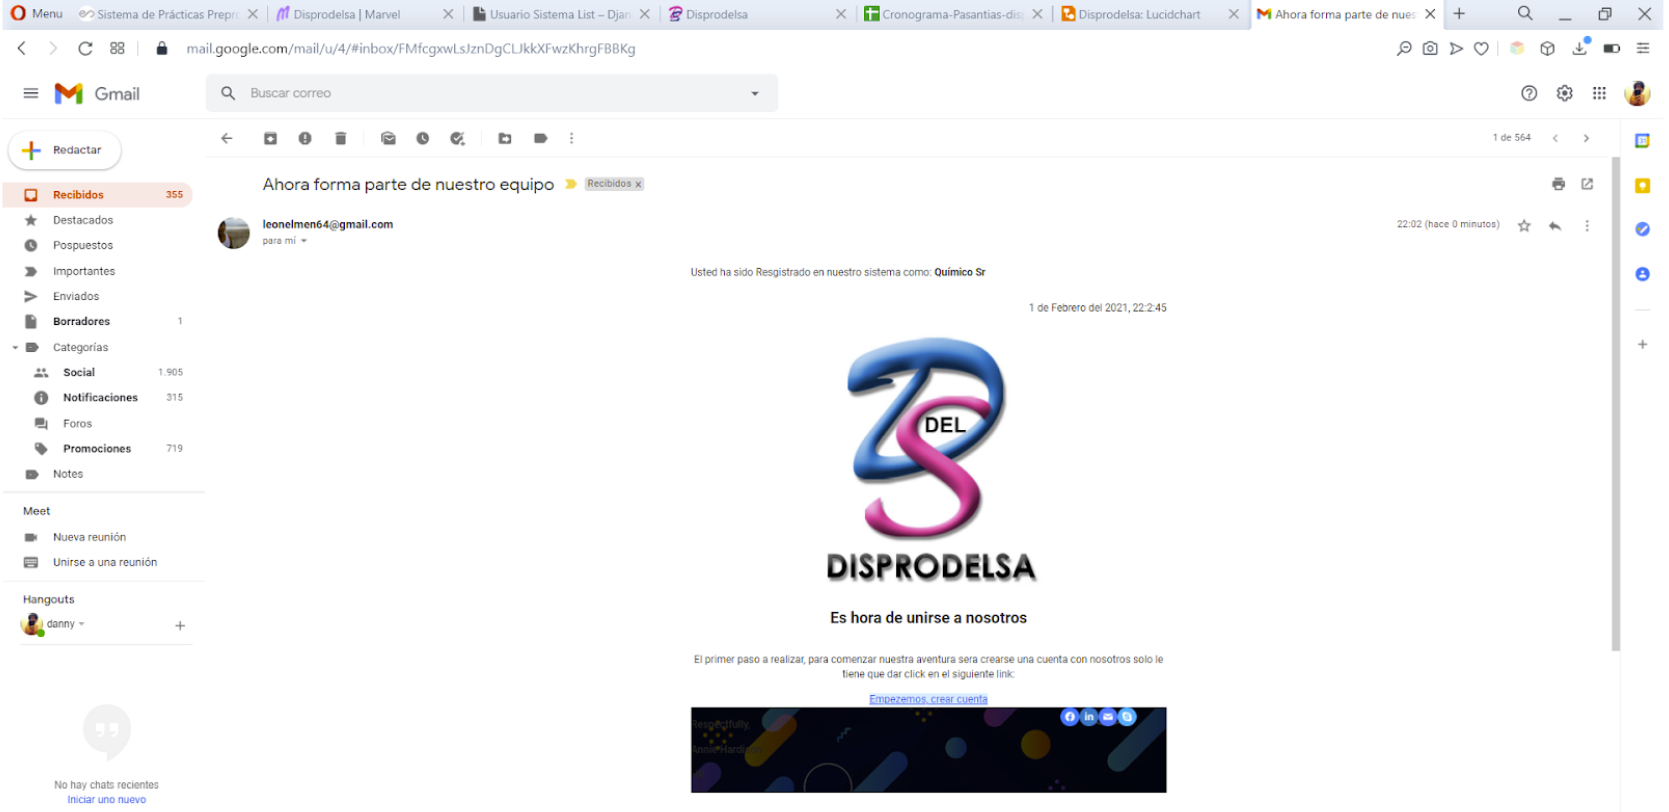 Menu
Sistema de Prácticas Prepro
Disprodelsa | Marvel
Usuario Sistema List – Djan
Disprodelsa
Cronograma-Pasantias-dis
Disprodelsa: Lucidchart
Ahora forma parte de nues
mail.google.com/mail/u/4/#inbox/FMfcgxwLsJznDgCLJkkXFwzKhrgFBBKg
Gmail
Buscar correo
Redactar
1 de 564
Recibidos 355
Destacados
Pospuestos
Importantes
Enviados
Borradores 1
Categorías
Social 1.905
Notificaciones 315
Foros
Promociones 719
Notes
Meet
Nueva reunión
Unirse a una reunión
Hangouts
danny
No hay chats recientes
Iniciar uno nuevo
Ahora forma parte de nuestro equipo
Recibidos x
leonelmen64@gmail.com
para mí
22:02 (hace 0 minutos)
Usted ha sido Resgistrado en nuestro sistema como: Químico Sr
1 de Febrero del 2021, 22:2:45
DEL
DISPRODELSA
Es hora de unirse a nosotros
El primer paso a realizar, para comenzar nuestra aventura sera crearse una cuenta con nosotros solo le
tiene que dar click en el siguiente link:
Empezemos, crear cuenta
Respectfully,
Annie